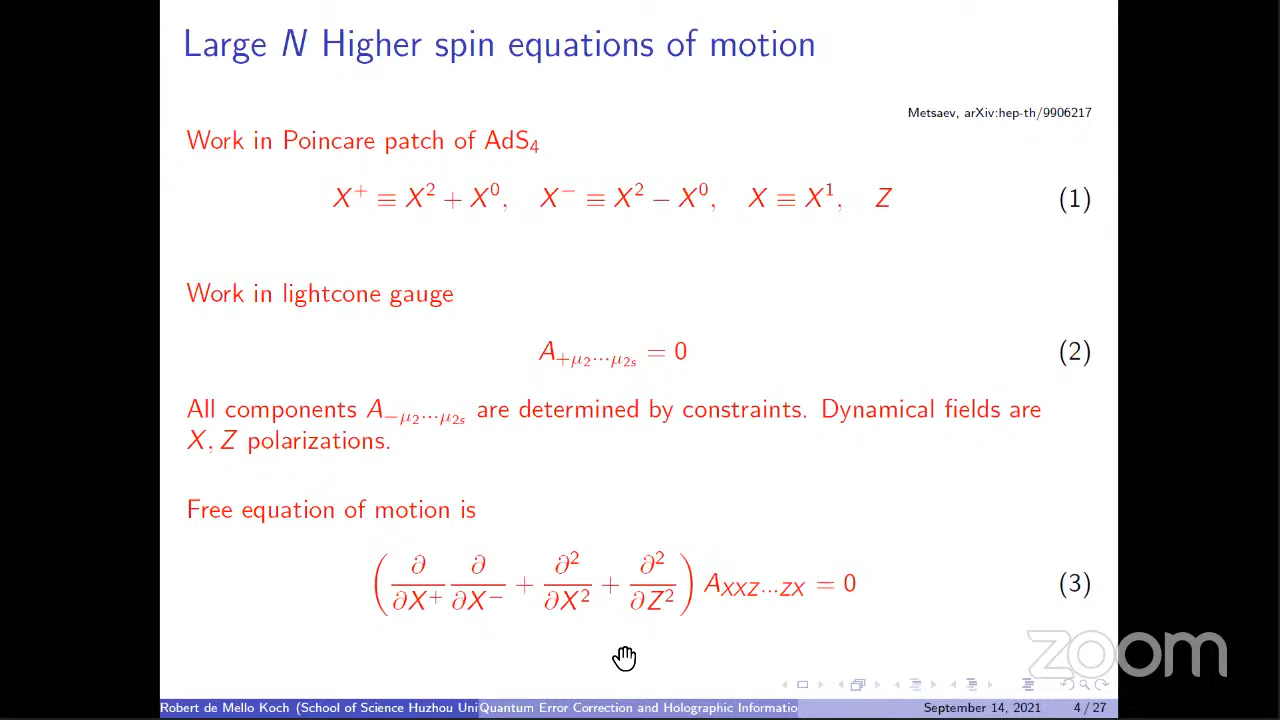 Large N Higher spin equations of motion
Metsaev, arXiv:hep-th/9906217
Work in Poincare patch of AdS₄
X⁺ ≡ X² + X⁰, X⁻ ≡ X² − X⁰, X ≡ X¹, Z (1)
Work in lightcone gauge
A₊μ₂···μ₂ₛ = 0 (2)
All components A₋μ₂···μ₂ₛ are determined by constraints. Dynamical fields are
X, Z polarizations.
Free equation of motion is
(∂/∂X⁺ ∂/∂X⁻ + ∂²/∂X² + ∂²/∂Z²) A_{XXZ···ZX} = 0 (3)
zoom
Robert de Mello Koch (School of Science Huzhou Uni Quantum Error Correction and Holographic Informatio September 14, 2021 4 / 27